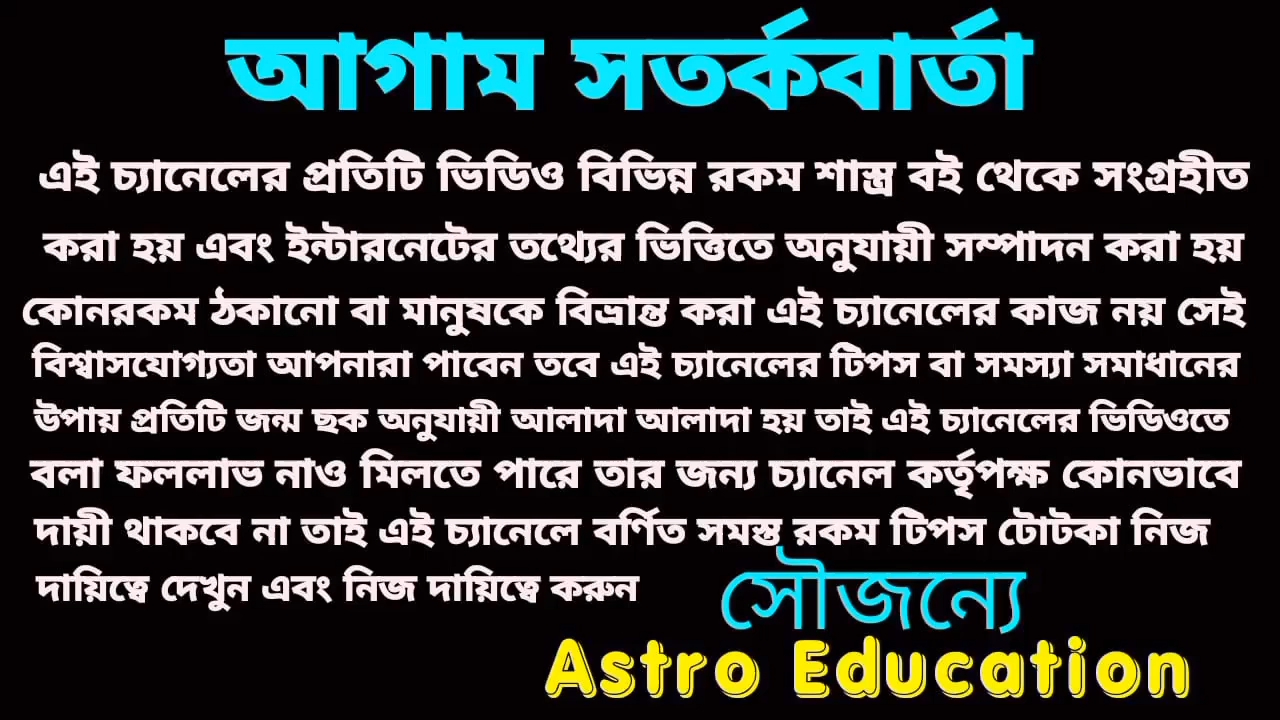 আগাম সতর্কবার্তা
এই চ্যানেলের প্রতিটি ভিডিও বিভিন্ন রকম শাস্ত্র বই থেকে সংগ্রহীত
করা হয় এবং ইন্টারনেটের তথ্যের ভিত্তিতে অনুযায়ী সম্পাদন করা হয়
কোনরকম ঠকানো বা মানুষকে বিভ্রান্ত করা এই চ্যানেলের কাজ নয় সেই
বিশ্বাসযোগ্যতা আপনারা পাবেন তবে এই চ্যানেলের টিপস বা সমস্যা সমাধানের
উপায় প্রতিটি জন্ম ছক অনুযায়ী আলাদা আলাদা হয় তাই এই চ্যানেলের ভিডিওতে
বলা ফললাভ নাও মিলতে পারে তার জন্য চ্যানেল কর্তৃপক্ষ কোনভাবে
দায়ী থাকবে না তাই এই চ্যানেলে বর্ণিত সমস্ত রকম টিপস টোটকা নিজ
দায়িত্বে দেখুন এবং নিজ দায়িত্বে করুন
সৌজন্যে
Astro Education